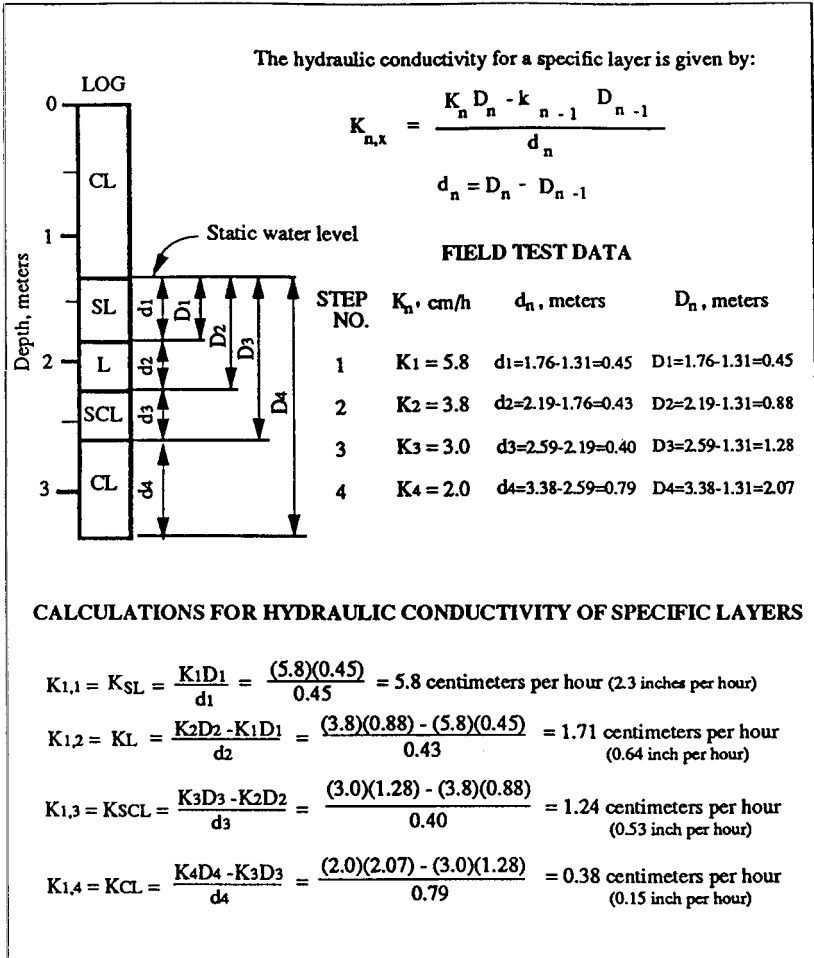 The hydraulic conductivity for a specific layer is given by:
K n,x = (K n D n - k n - 1 D n -1) / d n
d n = D n - D n -1
LOG
0
CL
1
Static water level
Depth, meters
SL
d1
D1
D2
D3
D4
2
L
d2
SCL
d3
3
CL
d4
FIELD TEST DATA
STEP NO. Kn, cm/h dn, meters Dn, meters
1 K1 = 5.8 d1=1.76-1.31=0.45 D1=1.76-1.31=0.45
2 K2 = 3.8 d2=2.19-1.76=0.43 D2=2.19-1.31=0.88
3 K3 = 3.0 d3=2.59-2.19=0.40 D3=2.59-1.31=1.28
4 K4 = 2.0 d4=3.38-2.59=0.79 D4=3.38-1.31=2.07
CALCULATIONS FOR HYDRAULIC CONDUCTIVITY OF SPECIFIC LAYERS
K1,1 = KSL = K1D1 / d1 = (5.8)(0.45) / 0.45 = 5.8 centimeters per hour (2.3 inches per hour)
K1,2 = KL = K2D2 -K1D1 / d2 = (3.8)(0.88) - (5.8)(0.45) / 0.43 = 1.71 centimeters per hour
(0.64 inch per hour)
K1,3 = KSCL = K3D3 -K2D2 / d3 = (3.0)(1.28) - (3.8)(0.88) / 0.40 = 1.24 centimeters per hour
(0.53 inch per hour)
K1,4 = KCL = K4D4 -K3D3 / d4 = (2.0)(2.07) - (3.0)(1.28) / 0.79 = 0.38 centimeters per hour
(0.15 inch per hour)